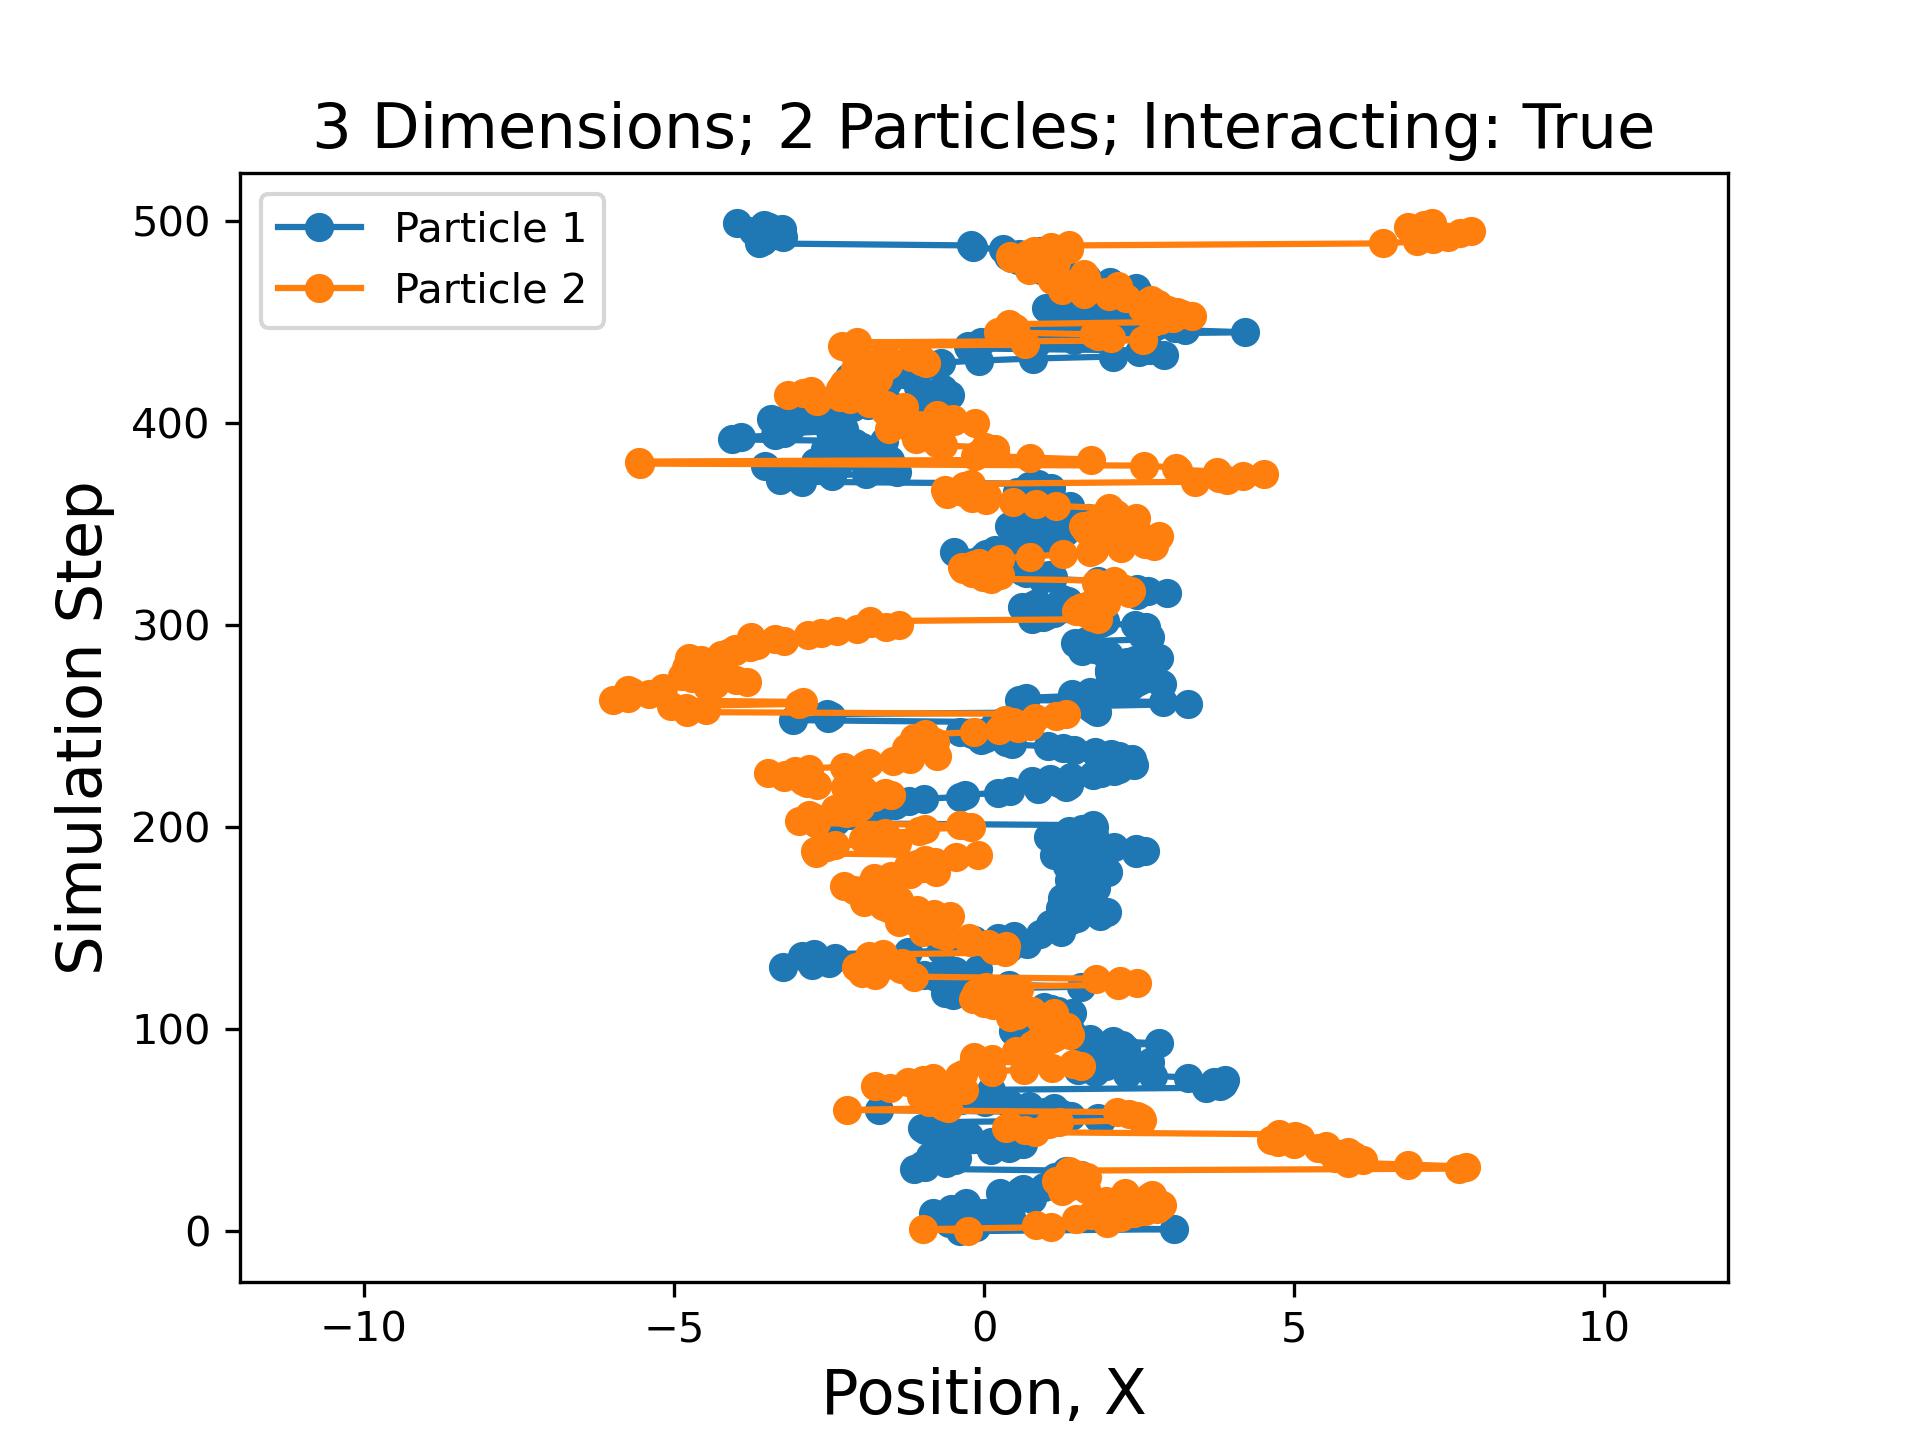 3 Dimensions; 2 Particles; Interacting: True
Particle 1
Particle 2
500
400
300
200
100
0
Simulation Step
−10
−5
0
5
10
Position, X